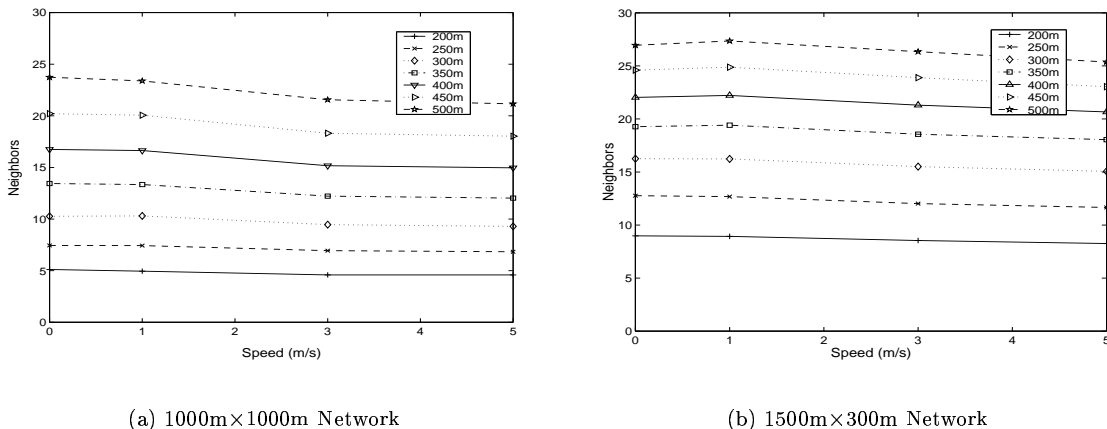 30
25
20
15
10
5
0
Neighbors
200m
250m
300m
350m
400m
450m
500m
0 1 2 3 4 5
Speed (m/s)
(a) 1000m×1000m Network
30
25
20
15
10
5
0
Neighbors
200m
250m
300m
350m
400m
450m
500m
0 1 2 3 4 5
Speed (m/s)
(b) 1500m×300m Network